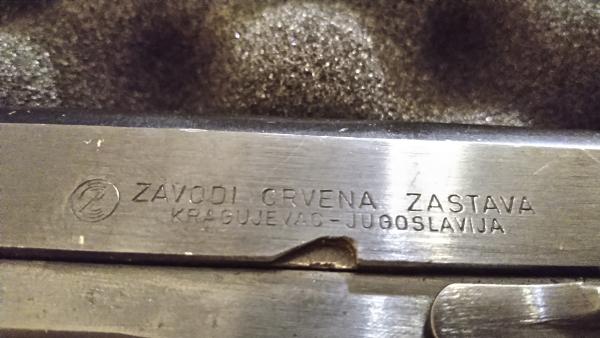 ZAVODI CRVENA ZASTAVA
KRAGUJEVAC-JUGOSLAVIJA